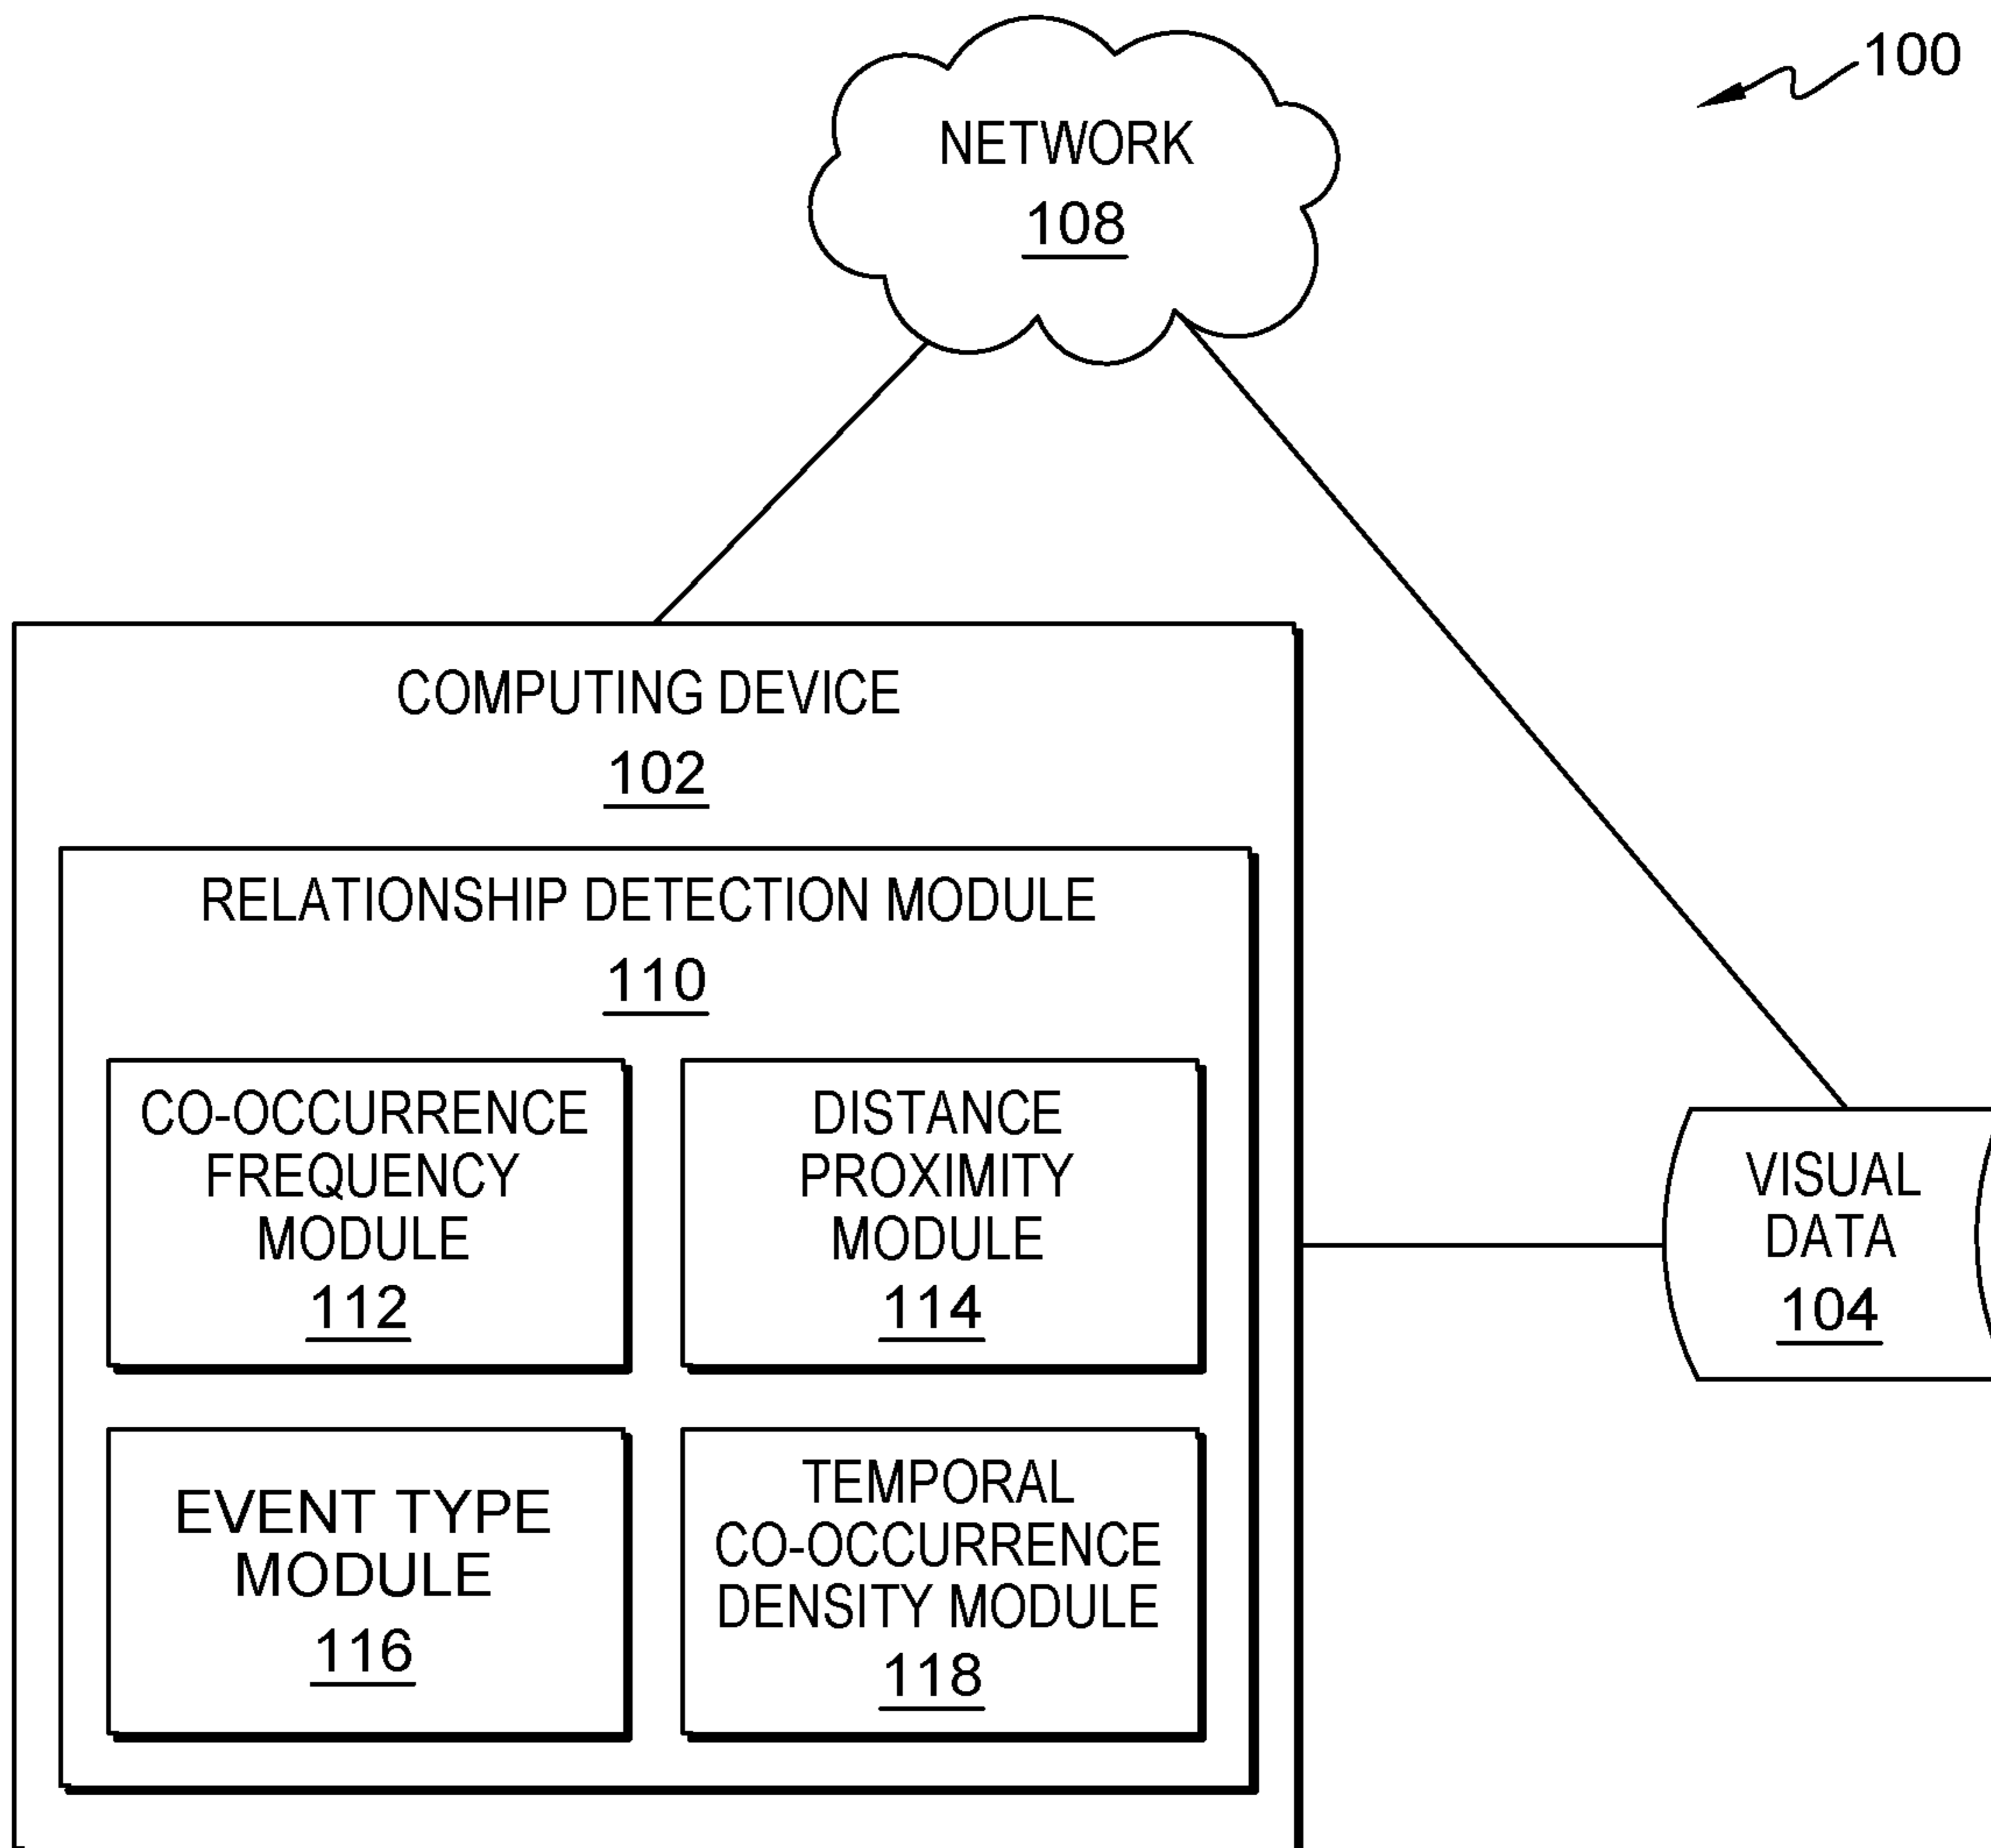 100
NETWORK
108
COMPUTING DEVICE
102
RELATIONSHIP DETECTION MODULE
110
CO-OCCURRENCE
FREQUENCY
MODULE
112
DISTANCE
PROXIMITY
MODULE
114
VISUAL
DATA
104
EVENT TYPE
MODULE
116
TEMPORAL
CO-OCCURRENCE
DENSITY MODULE
118